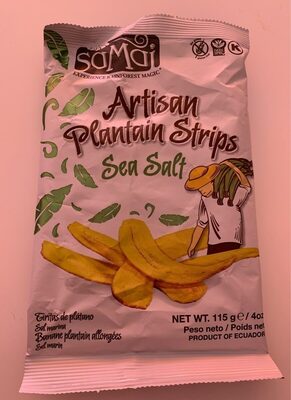 samai
EXPERIENCE RAINFOREST MAGIC
K
Artisan
Plantain Strips
Sea Salt
Tiritas de plátano
Sal marina
Banane plantain allongées
Sel marin
NET WT. 115 g e / 4oz
Peso neto / Poids net
PRODUCT OF ECUADOR